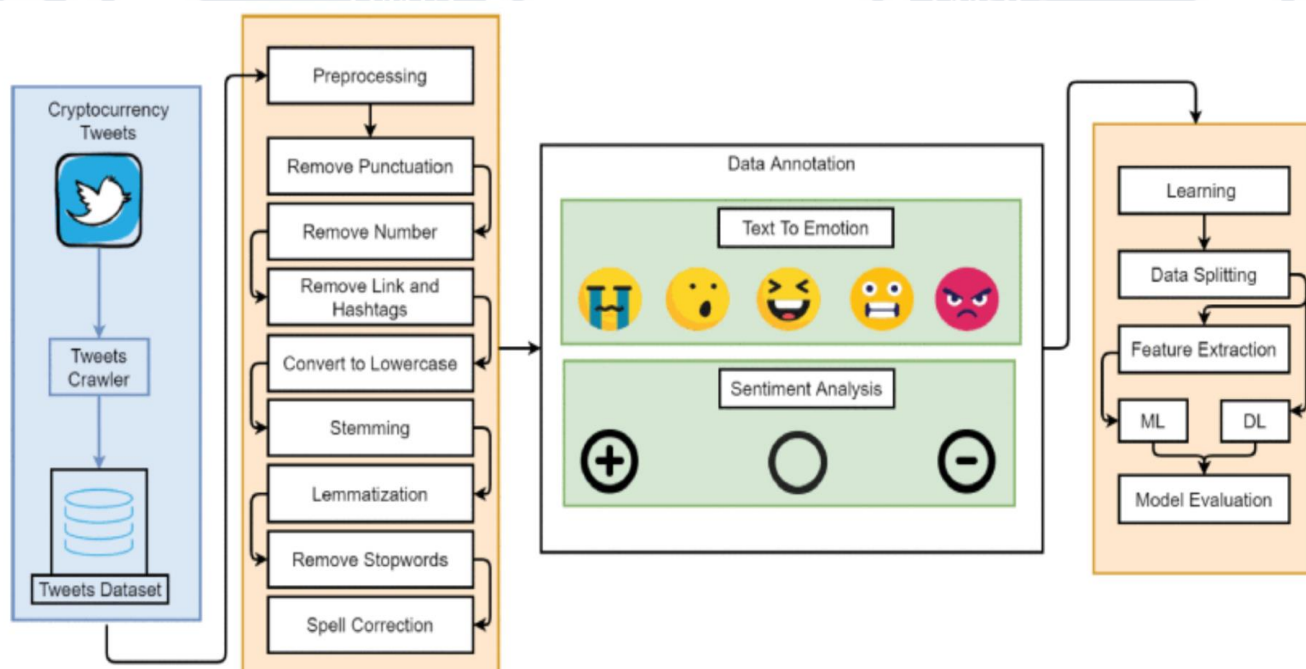 Cryptocurrency
Tweets
Tweets
Crawler
Tweets Dataset
Preprocessing
Remove Punctuation
Remove Number
Remove Link and
Hashtags
Convert to Lowercase
Stemming
Lemmatization
Remove Stopwords
Spell Correction
Data Annotation
Text To Emotion
Sentiment Analysis
Learning
Data Splitting
Feature Extraction
ML
DL
Model Evaluation